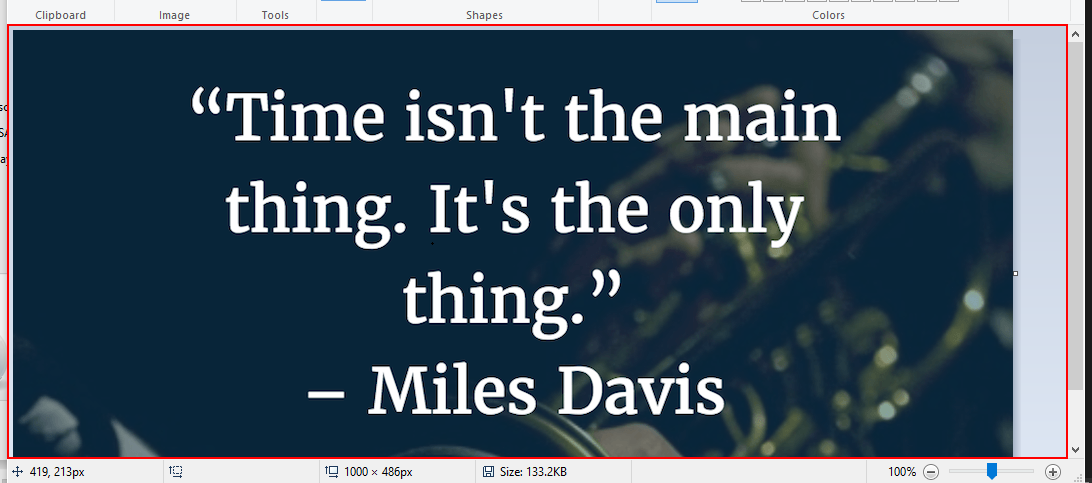 Clipboard Image Tools Shapes Colors
“Time isn't the main
thing. It's the only
thing.”
– Miles Davis
419, 213px 1000 × 486px Size: 133.2KB 100%